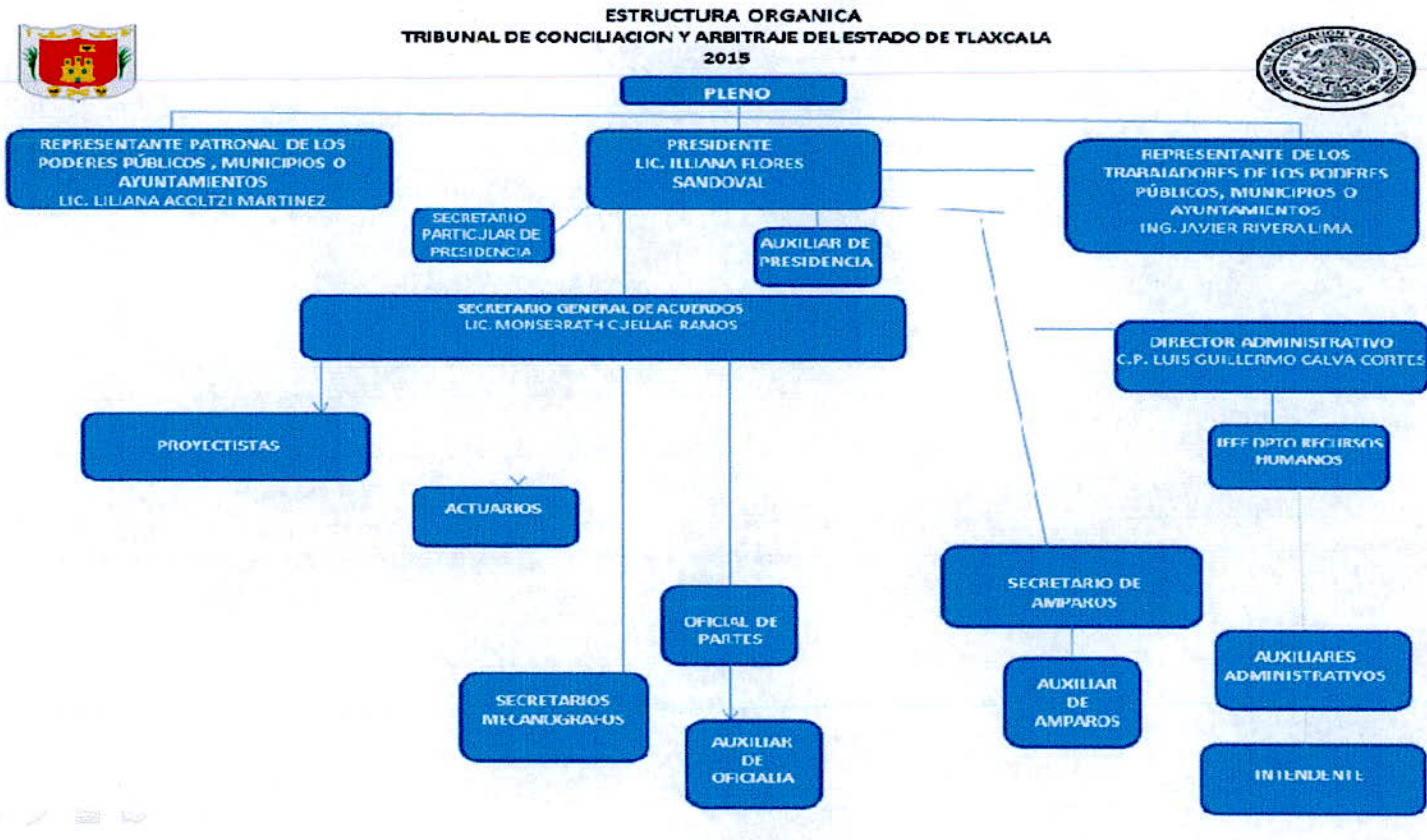 ESTRUCTURA ORGANICA
TRIBUNAL DE CONCILIACION Y ARBITRAJE DEL ESTADO DE TLAXCALA
2015
PLENO
REPRESENTANTE PATRONAL DE LOS
PODERES PÚBLICOS , MUNICIPIOS O
AYUNTAMIENTOS
LIC. LILIANA ACOLTZI MARTINEZ
PRESIDENTE
LIC. ILLIANA FLORES
SANDOVAL
REPRESENTANTE DE LOS
TRABAJADORES DE LOS PODERES
PÚBLICOS, MUNICIPIOS O
AYUNTAMIENTOS
ING. JAVIER RIVERA LIMA
SECRETARIO
PARTICULAR DE
PRESIDENCIA
AUXILIAR DE
PRESIDENCIA
SECRETARIO GENERAL DE ACUERDOS
LIC. MONSERRATH CUELLAR RAMOS
DIRECTOR ADMINISTRATIVO
C.P. LUIS GUILLERMO CALVA CORTES
PROYECTISTAS
JEFE DPTO RECURSOS
HUMANOS
ACTUARIOS
SECRETARIO DE
AMPAROS
OFICIAL DE
PARTES
AUXILIARES
ADMINISTRATIVOS
SECRETARIOS
MECANOGRAFOS
AUXILIAR
DE
AMPAROS
AUXILIAR
DE
OFICIALIA
INTENDENTE